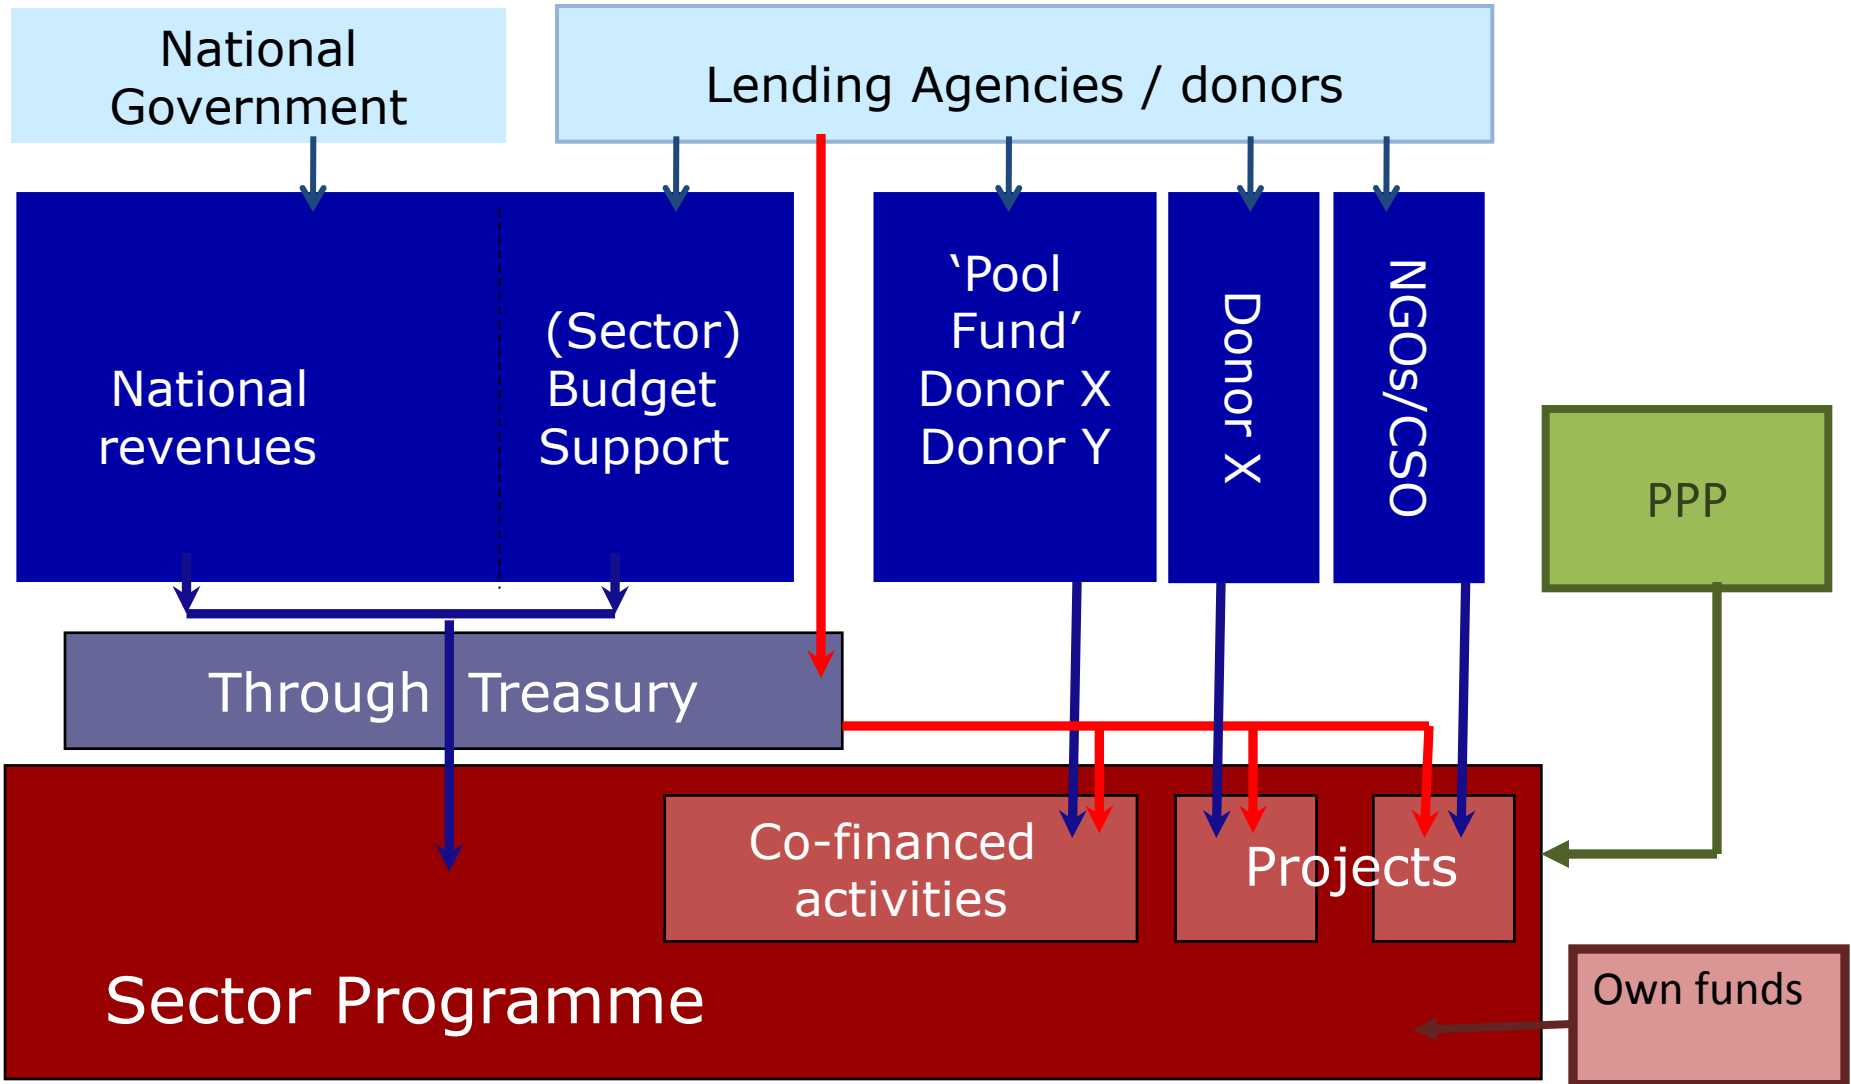 National
Government
Lending Agencies / donors
National
revenues
(Sector)
Budget
Support
‘Pool
Fund’
Donor X
Donor Y
Donor X
NGOs/CSO
PPP
Through Treasury
Co-financed
activities
Projects
Sector Programme
Own funds